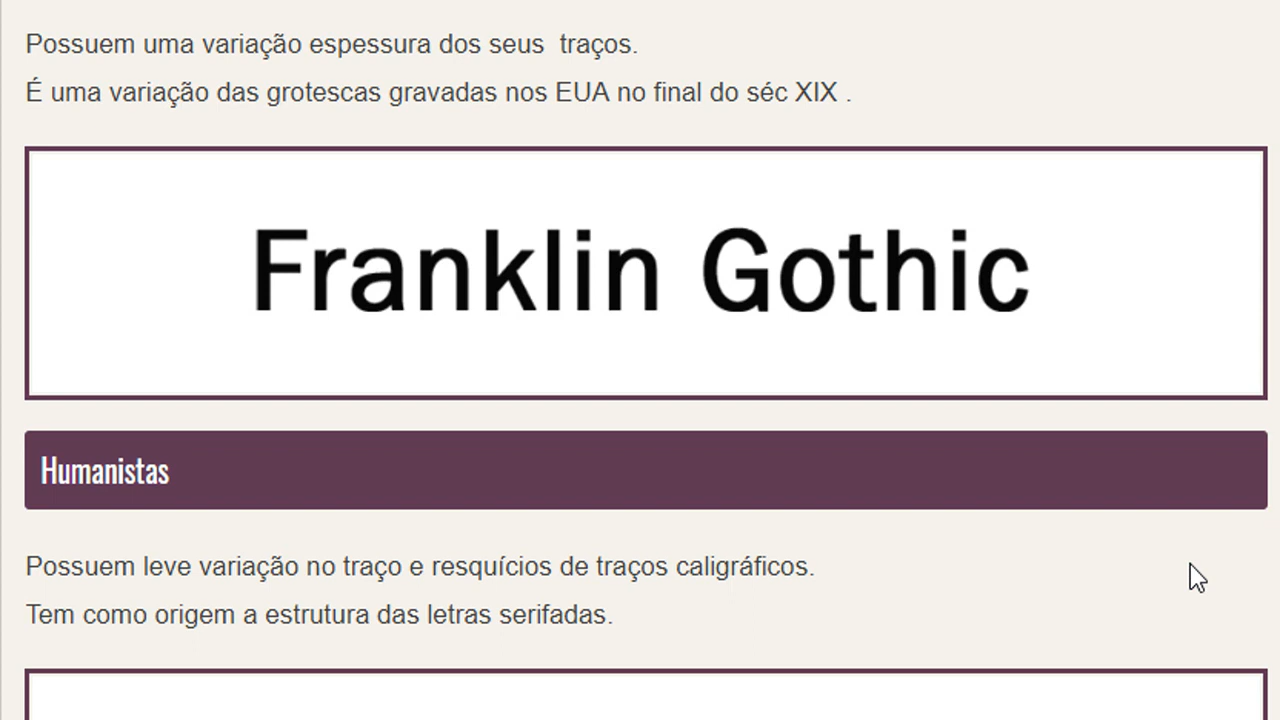 Possuem uma variação espessura dos seus  traços.
É uma variação das grotescas gravadas nos EUA no final do séc XIX .
Franklin Gothic
Humanistas
Possuem leve variação no traço e resquícios de traços caligráficos.
Tem como origem a estrutura das letras serifadas.